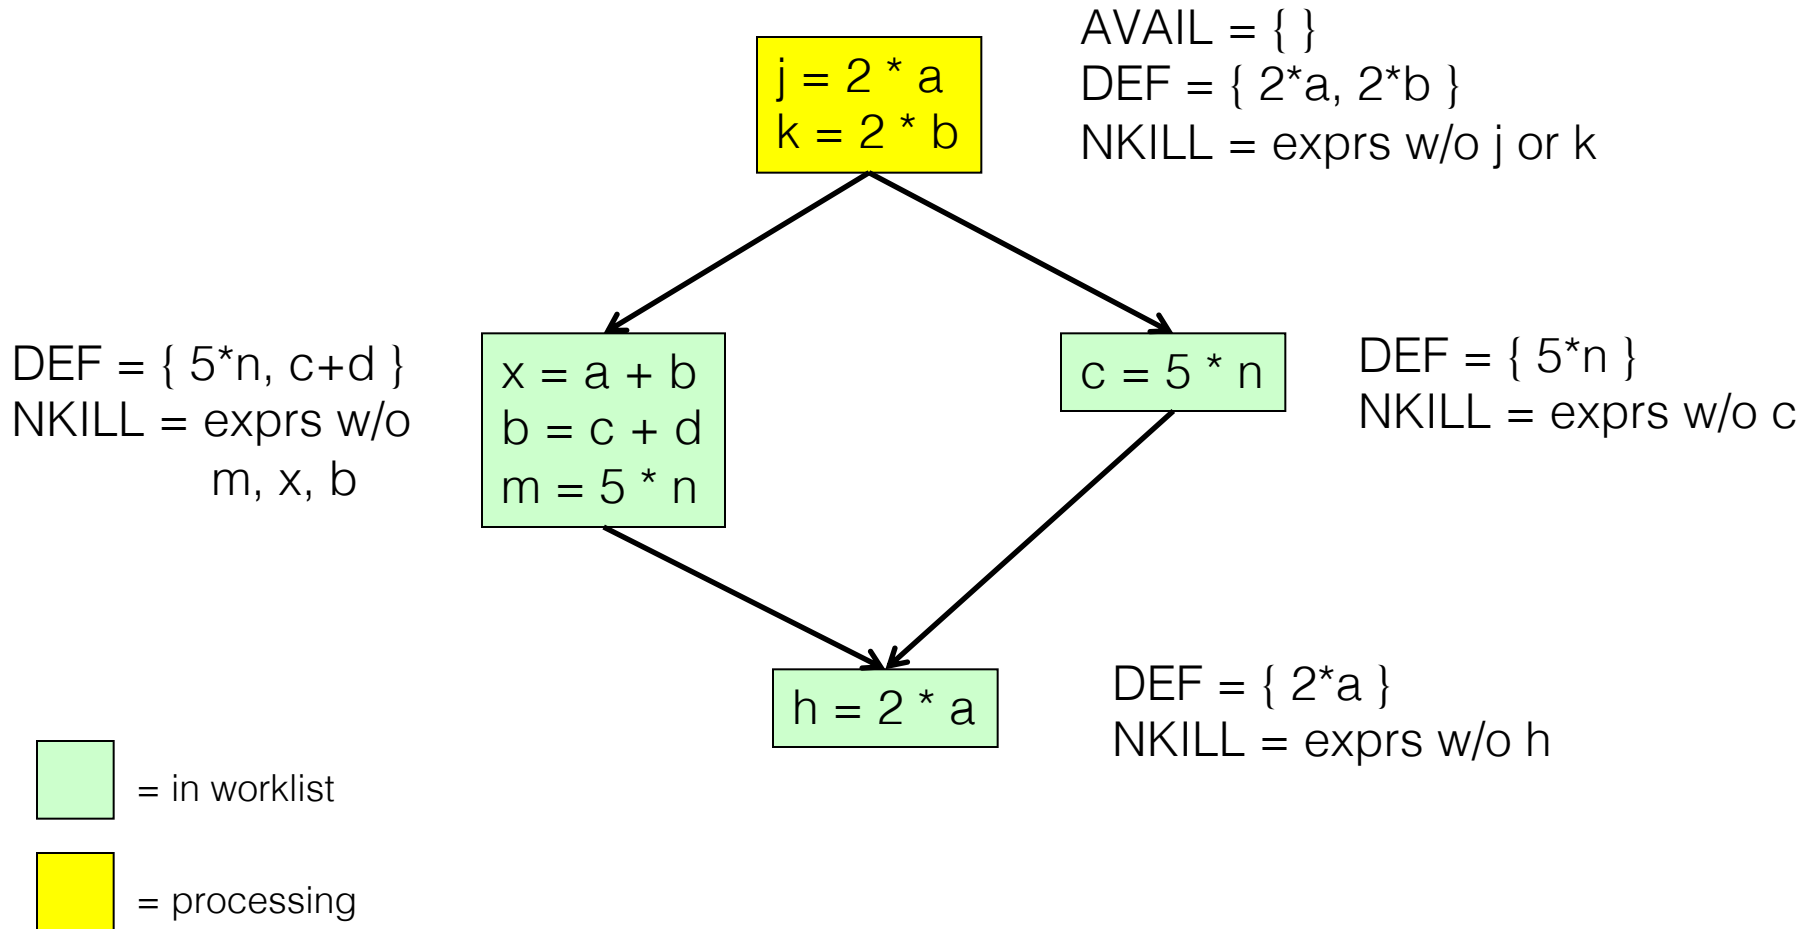 AVAIL = { }
DEF = { 2*a, 2*b }
NKILL = exprs w/o j or k
j = 2 * a
k = 2 * b
DEF = { 5*n, c+d }
NKILL = exprs w/o
m, x, b
x = a + b
b = c + d
m = 5 * n
c = 5 * n
DEF = { 5*n }
NKILL = exprs w/o c
h = 2 * a
DEF = { 2*a }
NKILL = exprs w/o h
= in worklist
= processing